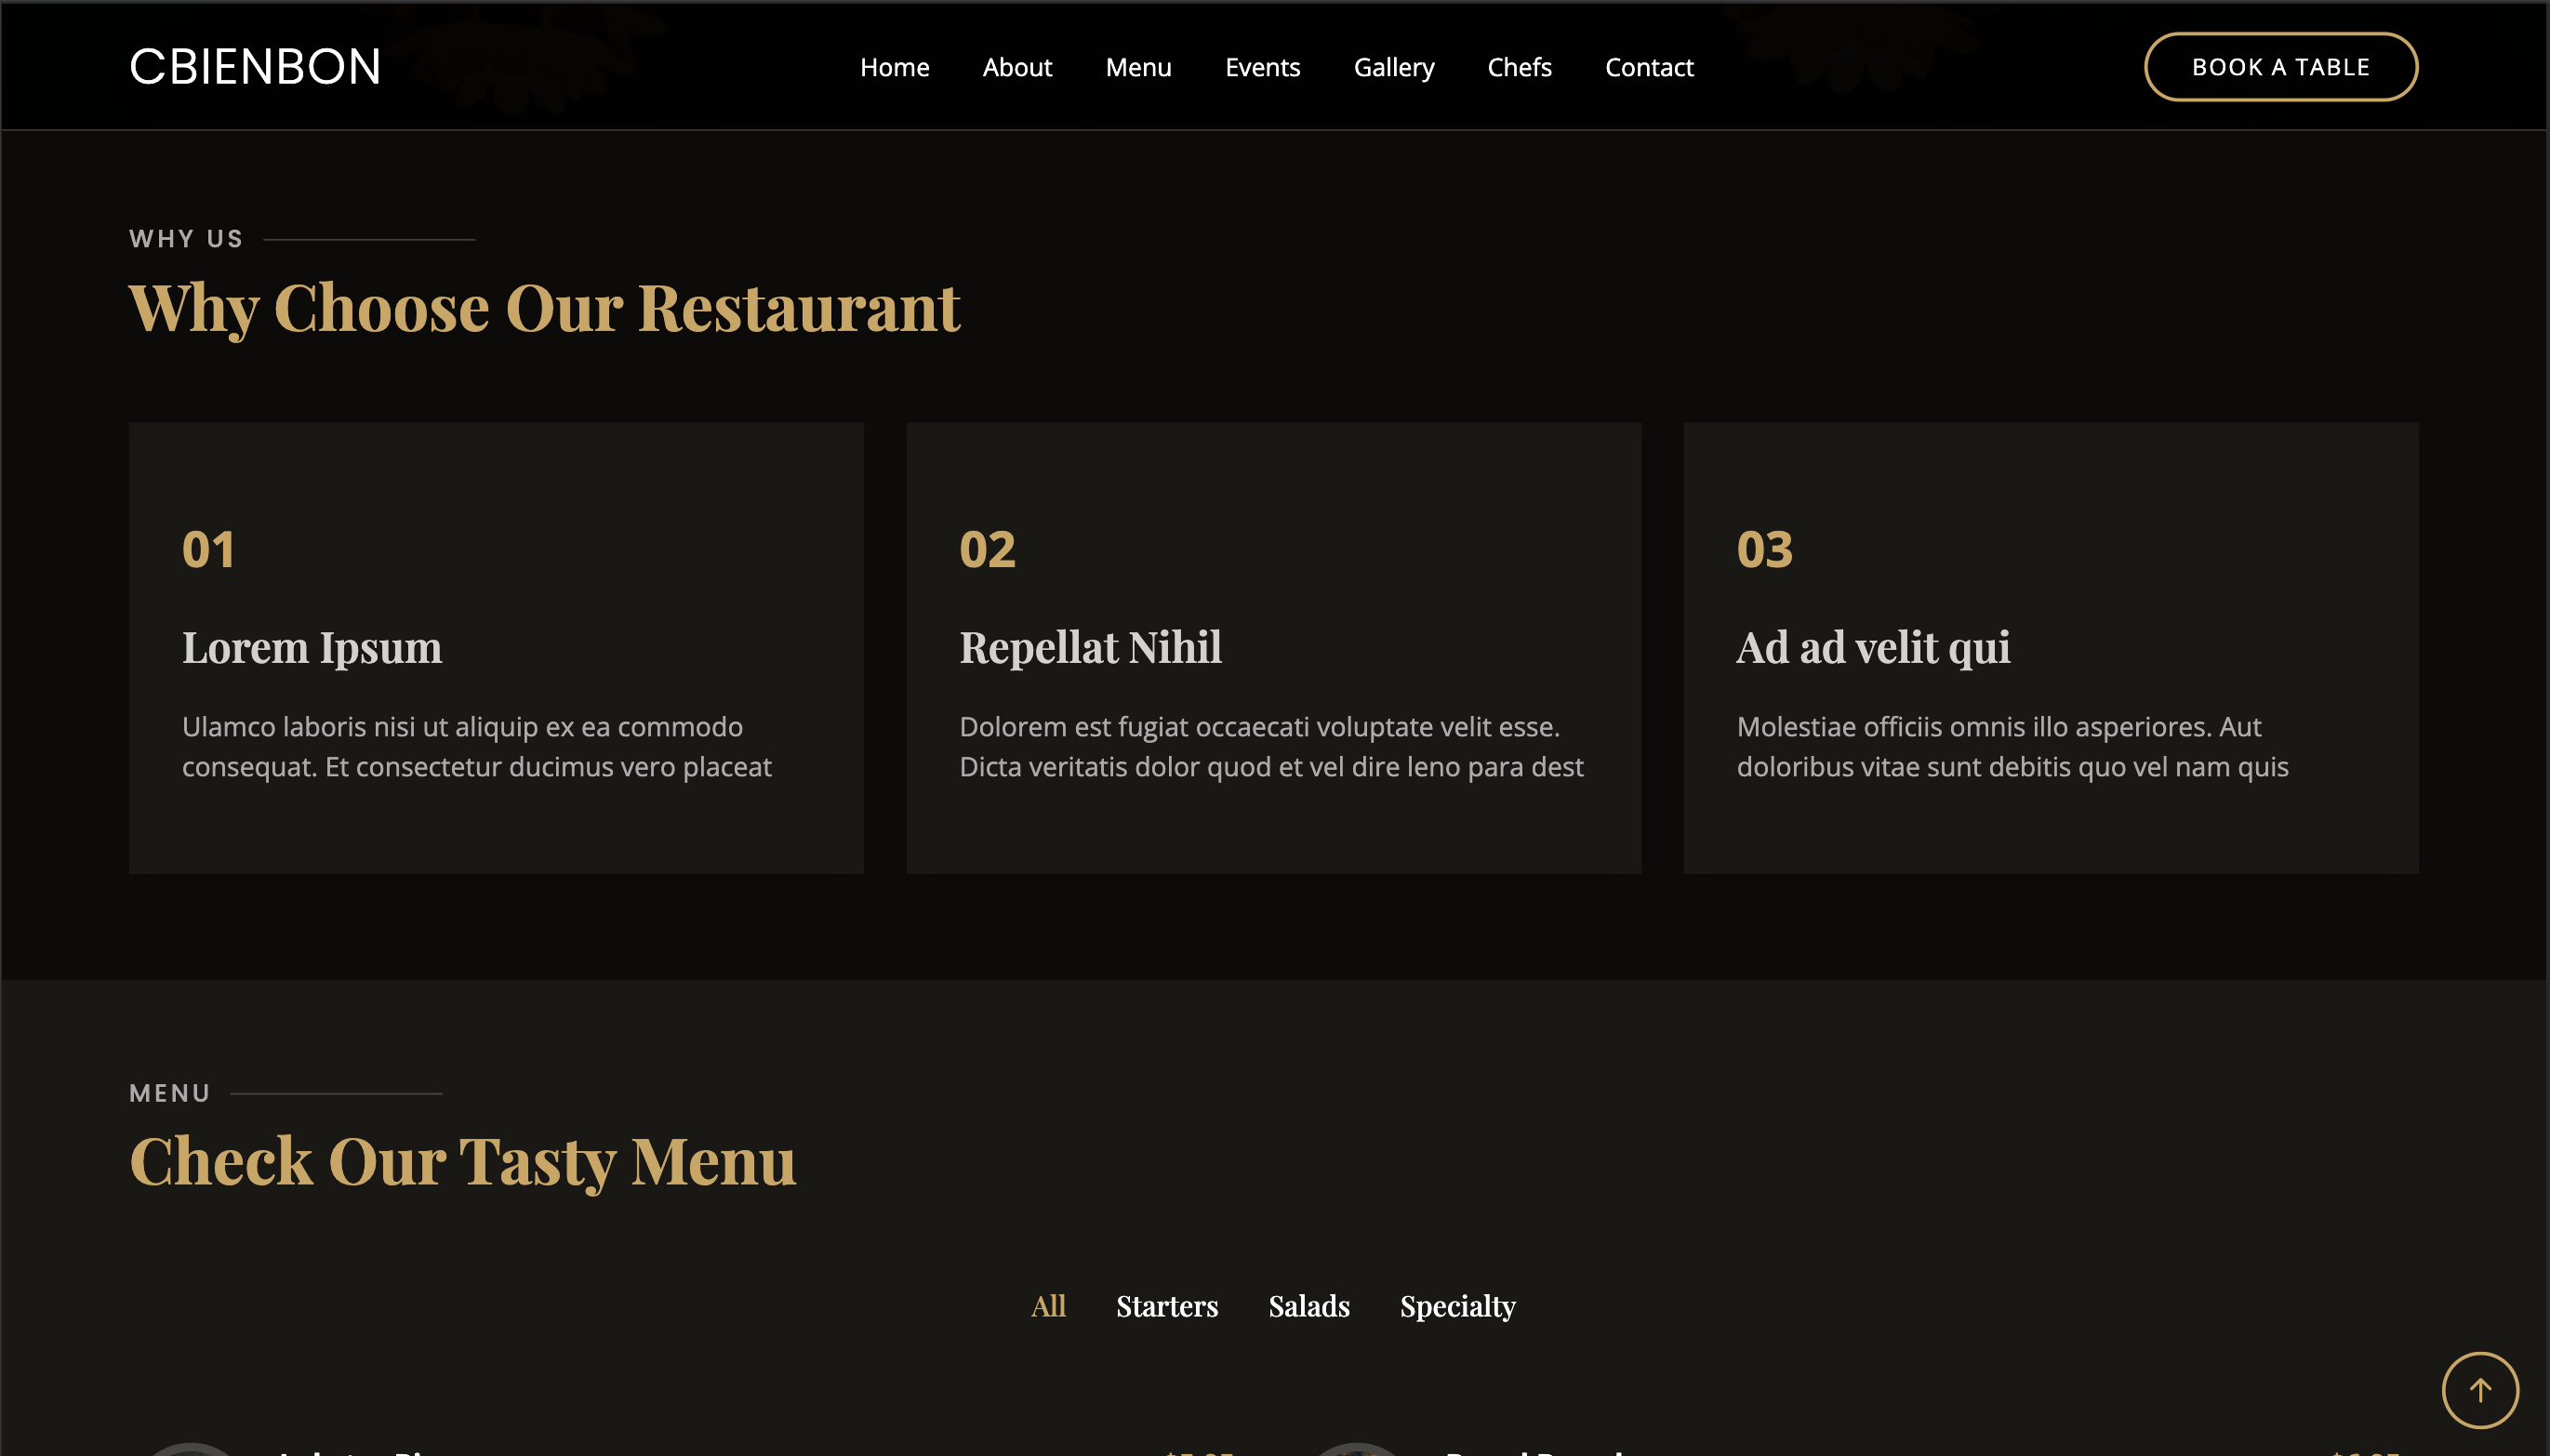 CBIENBON
Home About Menu Events Gallery Chefs Contact
BOOK A TABLE
WHY US
Why Choose Our Restaurant
01
Lorem Ipsum
Ulamco laboris nisi ut aliquip ex ea commodo
consequat. Et consectetur ducimus vero placeat
02
Repellat Nihil
Dolorem est fugiat occaecati voluptate velit esse.
Dicta veritatis dolor quod et vel dire leno para dest
03
Ad ad velit qui
Molestiae officiis omnis illo asperiores. Aut
doloribus vitae sunt debitis quo vel nam quis
MENU
Check Our Tasty Menu
All Starters Salads Specialty